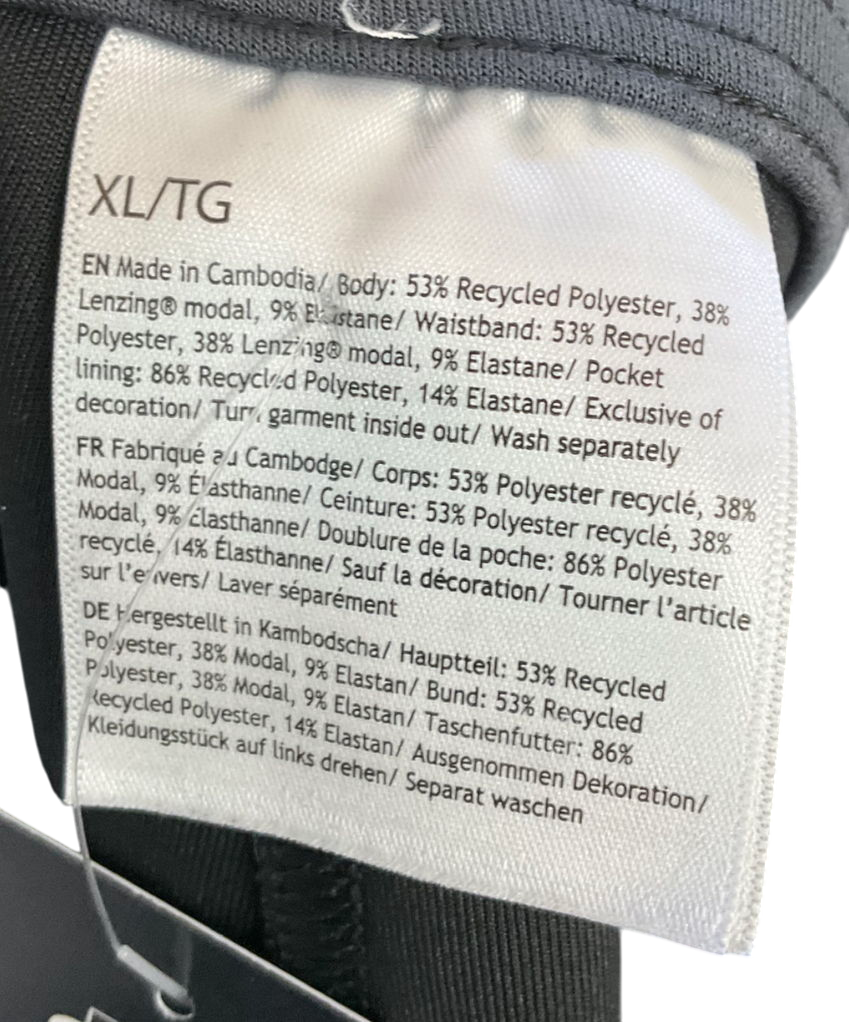 XL/TG
EN Made in Cambodia/ Body: 53% Recycled Polyester, 38%
Lenzing® modal, 9% Elastane/ Waistband: 53% Recycled
Polyester, 38% Lenzing® modal, 9% Elastane/ Pocket
lining: 86% Recycled Polyester, 14% Elastane/ Exclusive of
decoration/ Turn garment inside out/ Wash separately
FR Fabriqué au Cambodge/ Corps: 53% Polyester recyclé, 38%
Modal, 9% Élasthanne/ Ceinture: 53% Polyester recyclé, 38%
Modal, 9% Élasthanne/ Doublure de la poche: 86% Polyester
recyclé, 14% Élasthanne/ Sauf la décoration/ Tourner l'article
sur l'envers/ Laver séparément
DE Hergestellt in Kambodscha/ Hauptteil: 53% Recycled
Polyester, 38% Modal, 9% Elastan/ Bund: 53% Recycled
Polyester, 38% Modal, 9% Elastan/ Taschenfutter: 86%
Recycled Polyester, 14% Elastan/ Ausgenommen Dekoration/
Kleidungsstück auf links drehen/ Separat waschen